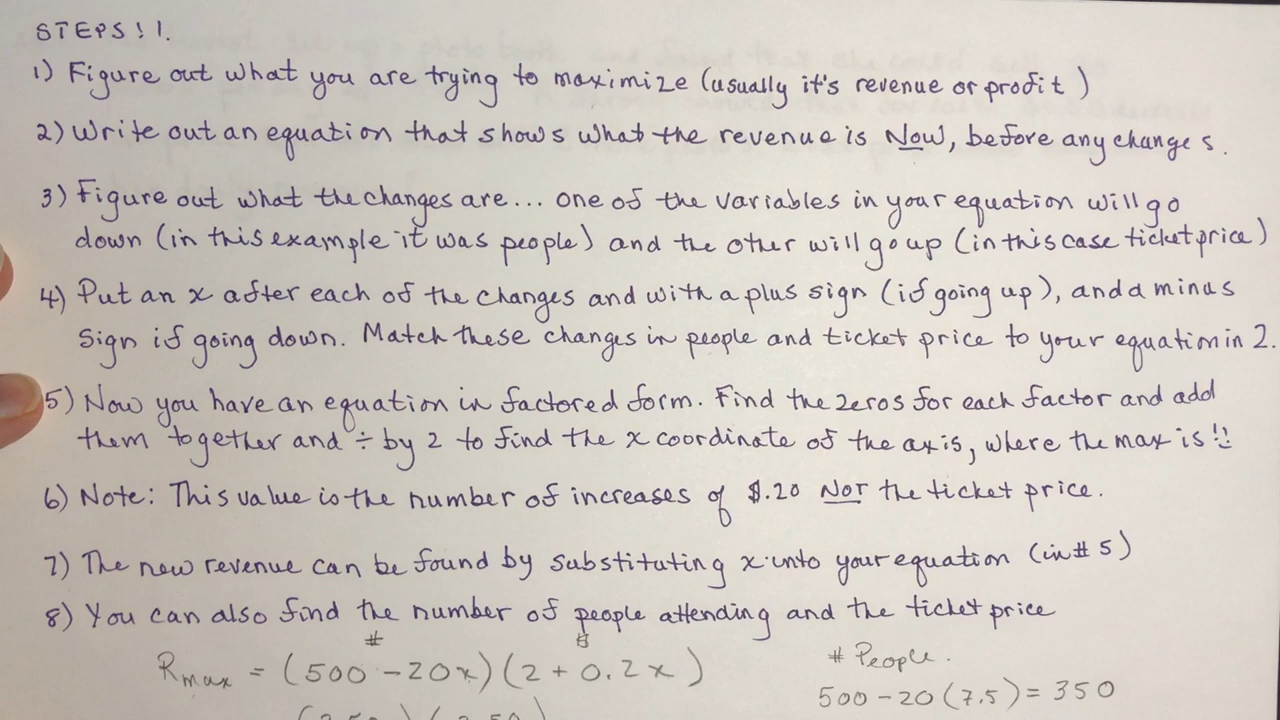 STEPS!!.
1) Figure out what you are trying to maximize (usually it's revenue or profit)
2) Write out an equation that shows what the revenue is Now, before any changes.
3) Figure out what the changes are... one of the variables in your equation will go
down (in this example it was people) and the other will go up (in this case ticket price)
4) Put an x after each of the changes and with a plus sign (if going up), and a minus
Sign if going down. Match these changes in people and ticket price to your equation in 2.
5) Now you have an equation in factored form. Find the zeros for each factor and add
them together and ÷ by 2 to find the x coordinate of the axis, where the max is!!
6) Note: This value is the number of increases of $.20 NOT the ticket price.
7) The new revenue can be found by substituting x into your equation (in #5)
8) You can also find the number of people attending and the ticket price
# $
Rmax = (500 - 20x)(2 + 0.2x)
# People.
500 - 20(7.5) = 350